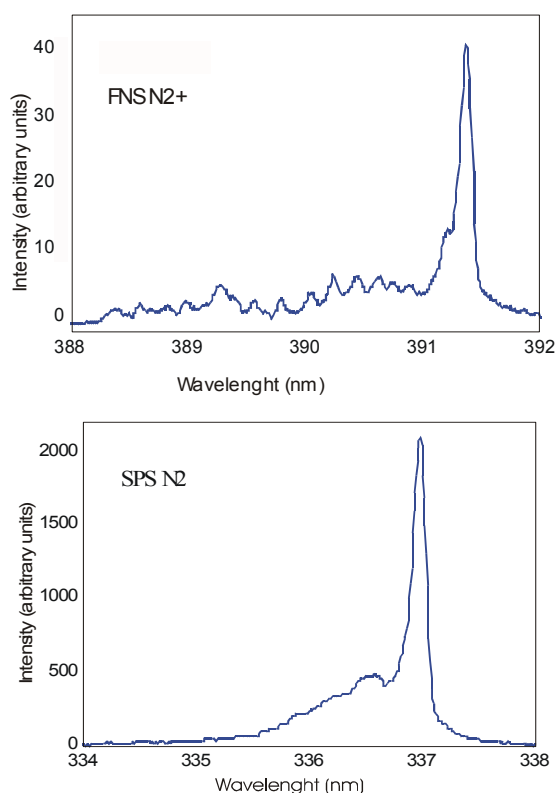 40
FNS N2+
30
Intensity (arbitrary units)
20
10
0
388 389 390 391 392
Wavelenght (nm)
2000
SPS N2
1500
Intensity (arbitrary units)
1000
500
0
334 335 336 337 338
Wavelenght (nm)